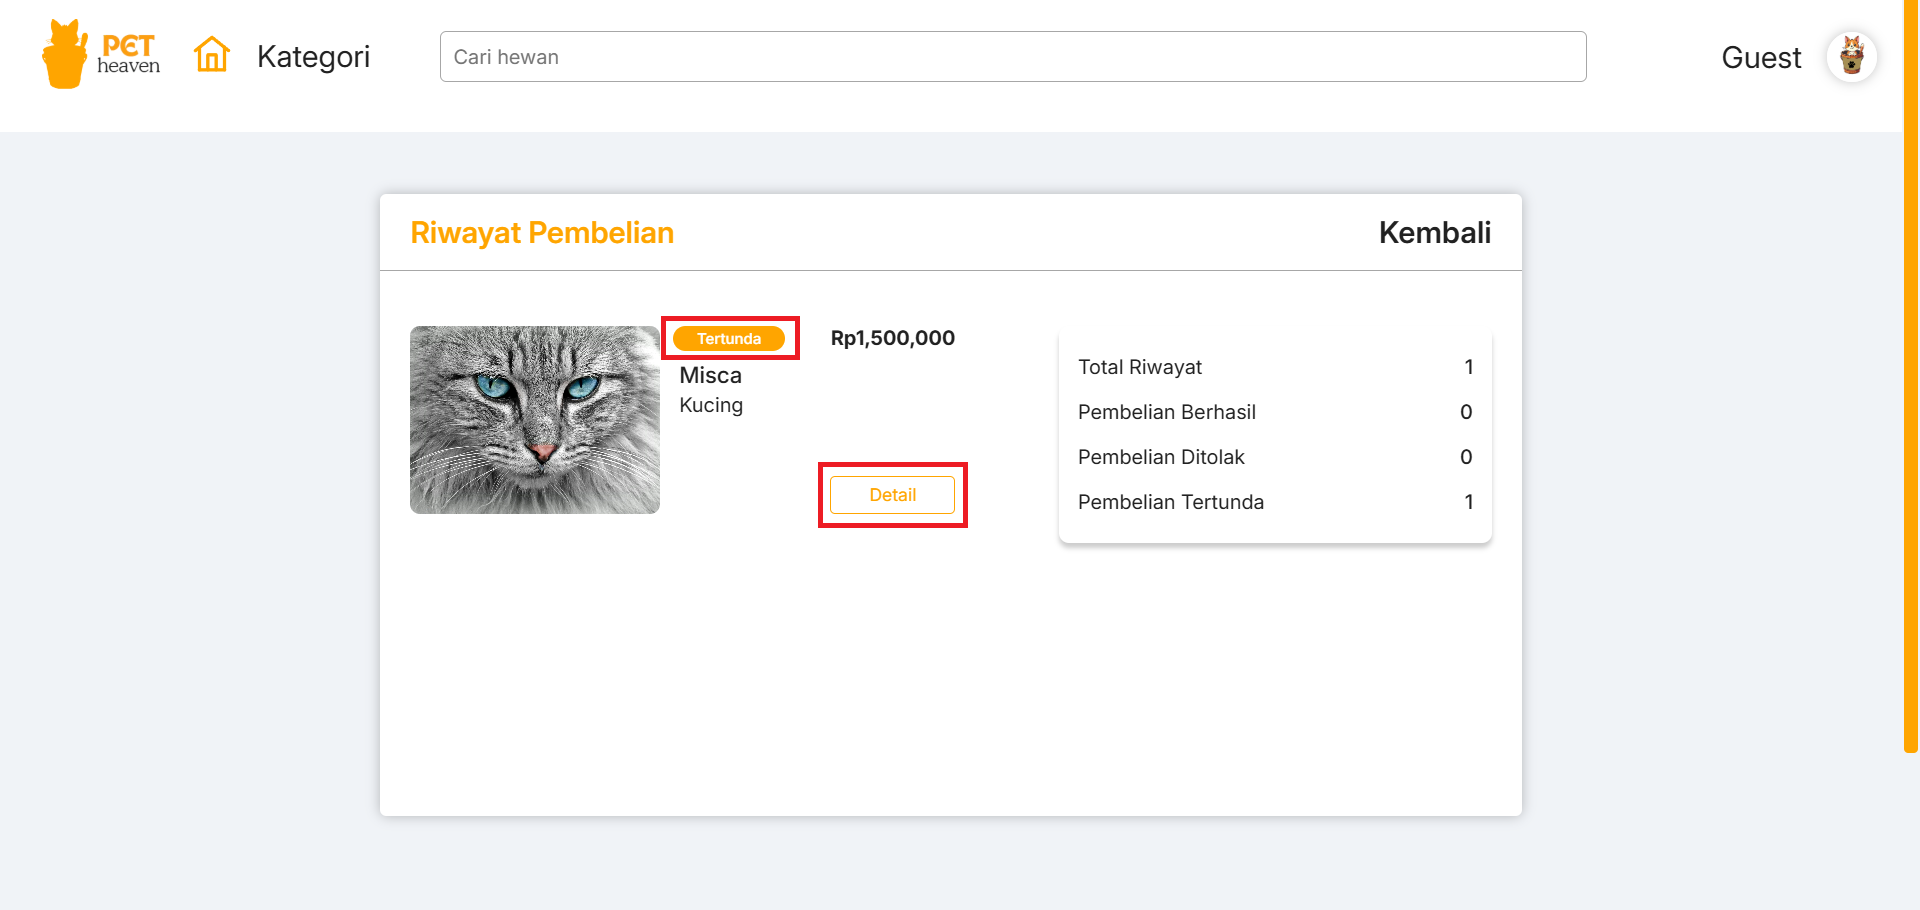 PET
heaven
Kategori
Cari hewan
Guest
Riwayat Pembelian
Kembali
Tertunda
Rp1,500,000
Misca
Kucing
Detail
Total Riwayat 1
Pembelian Berhasil 0
Pembelian Ditolak 0
Pembelian Tertunda 1